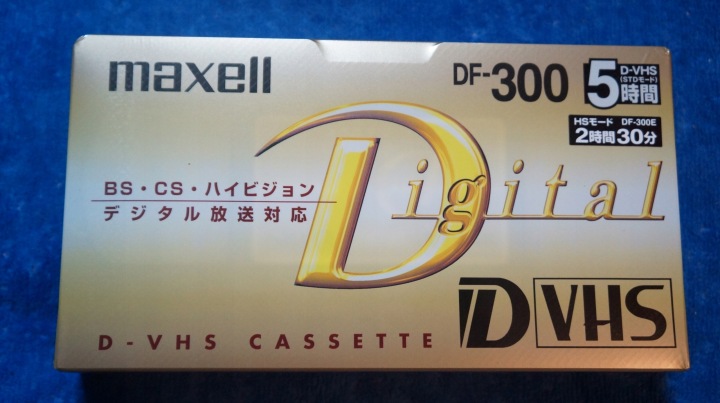 maxell
DF-300
5時間
D-VHS
(STDモード)
HSモード DF-300E
2時間30分
Digital
BS・CS・ハイビジョン
デジタル放送対応
D-VHS CASSETTE
D VHS